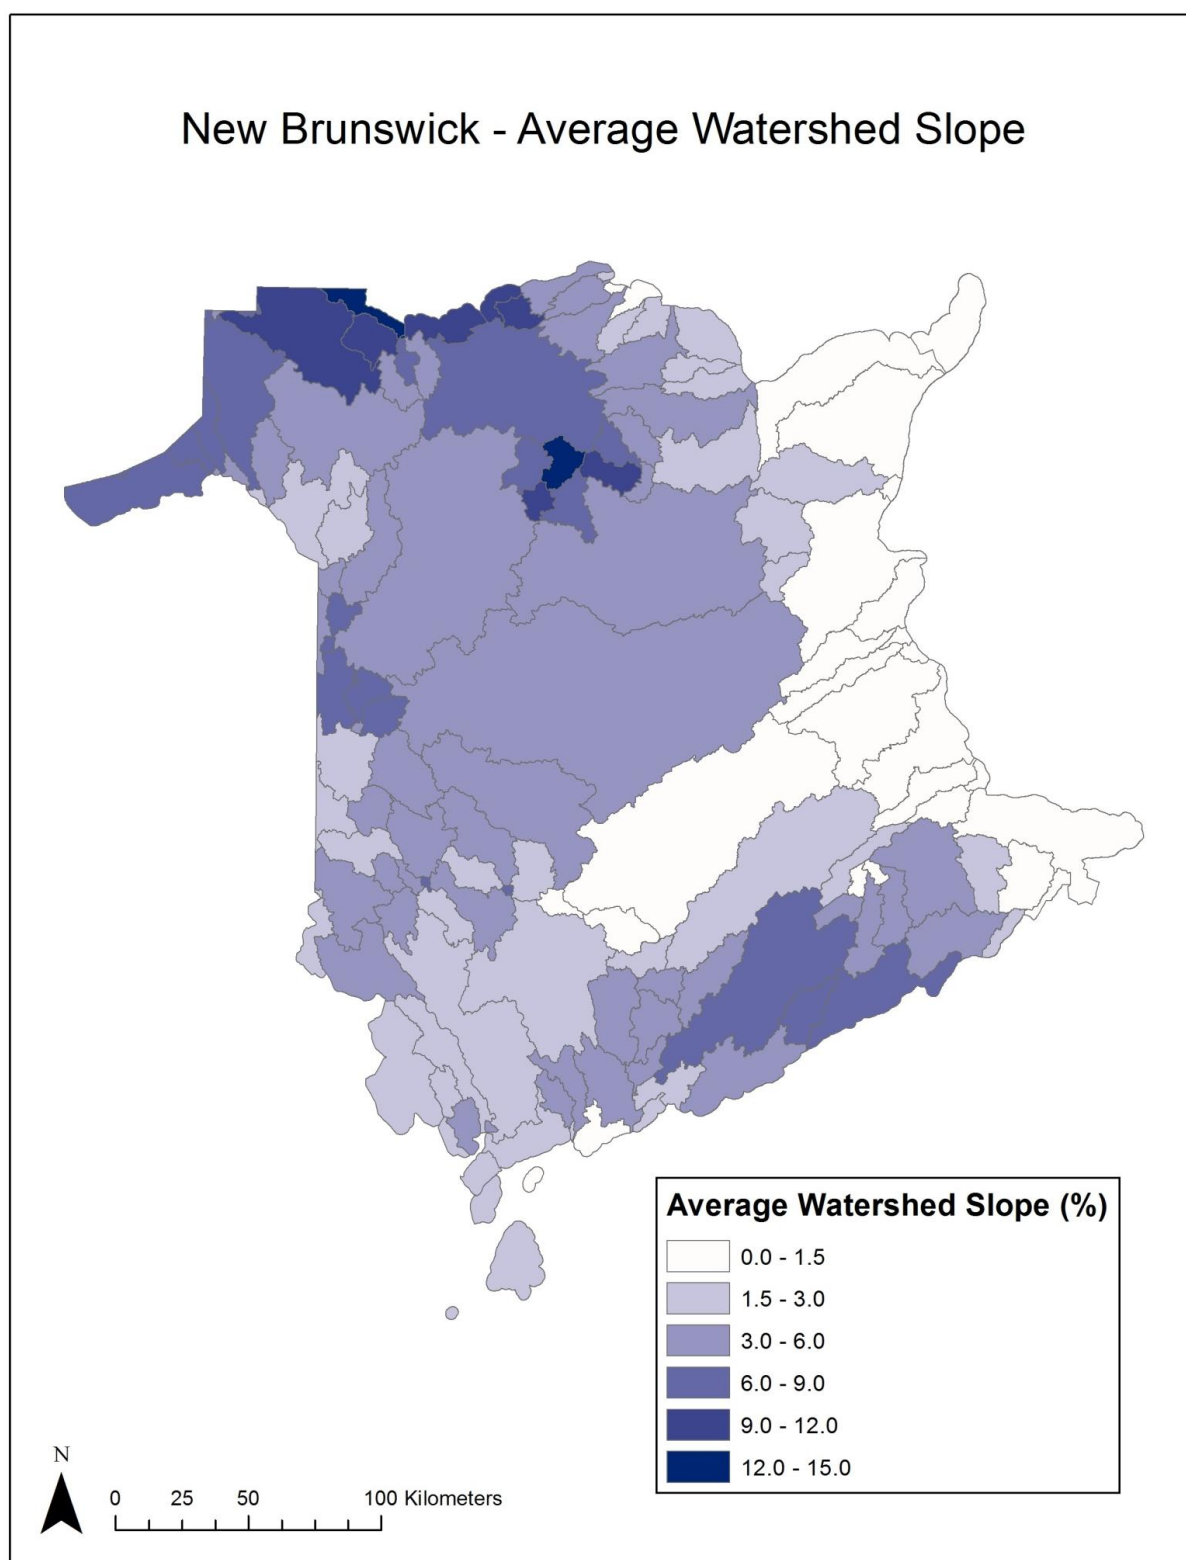 New Brunswick - Average Watershed Slope
Average Watershed Slope (%)
0.0 - 1.5
1.5 - 3.0
3.0 - 6.0
6.0 - 9.0
9.0 - 12.0
12.0 - 15.0
N
0 25 50 100 Kilometers